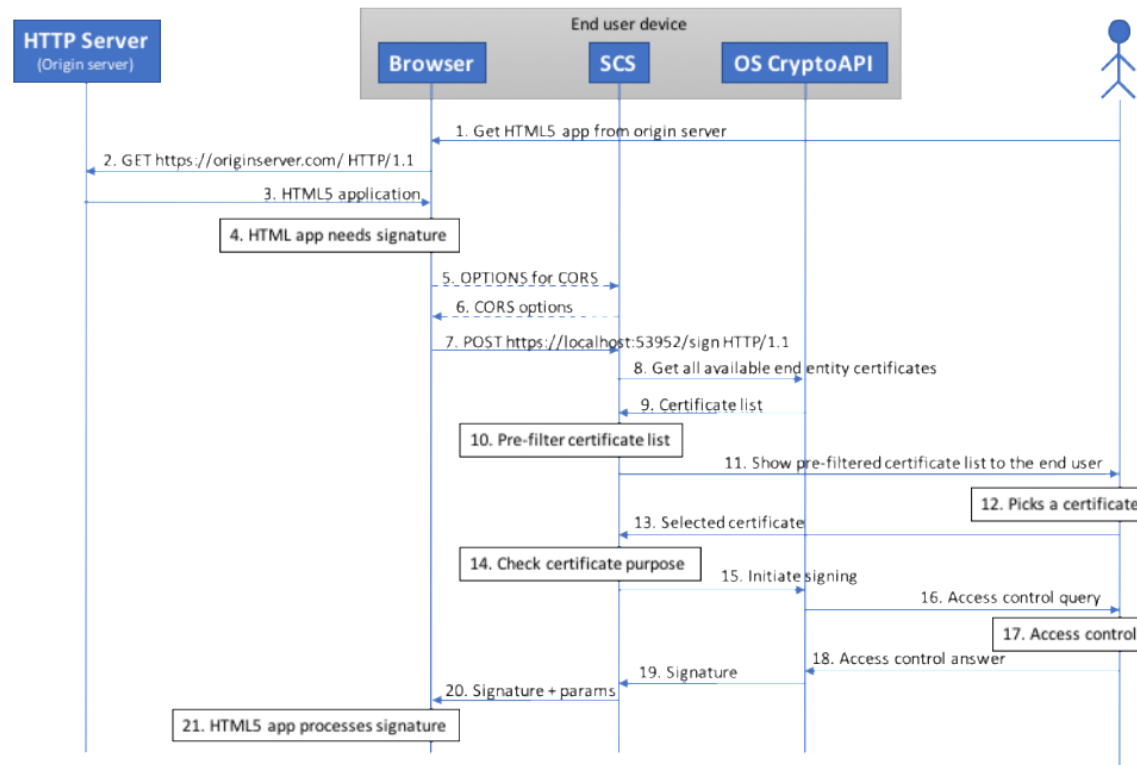 End user device
HTTP Server
(Origin server)
Browser
SCS
OS CryptoAPI
1. Get HTML5 app from origin server
2. GET https://originserver.com/ HTTP/1.1
3. HTML5 application
4. HTML app needs signature
5. OPTIONS for CORS
6. CORS options
7. POST https://localhost:53952/sign HTTP/1.1
8. Get all available end entity certificates
9. Certificate list
10. Pre-filter certificate list
11. Show pre-filtered certificate list to the end user
12. Picks a certificate
13. Selected certificate
14. Check certificate purpose
15. Initiate signing
16. Access control query
17. Access control
18. Access control answer
19. Signature
20. Signature + params
21. HTML5 app processes signature